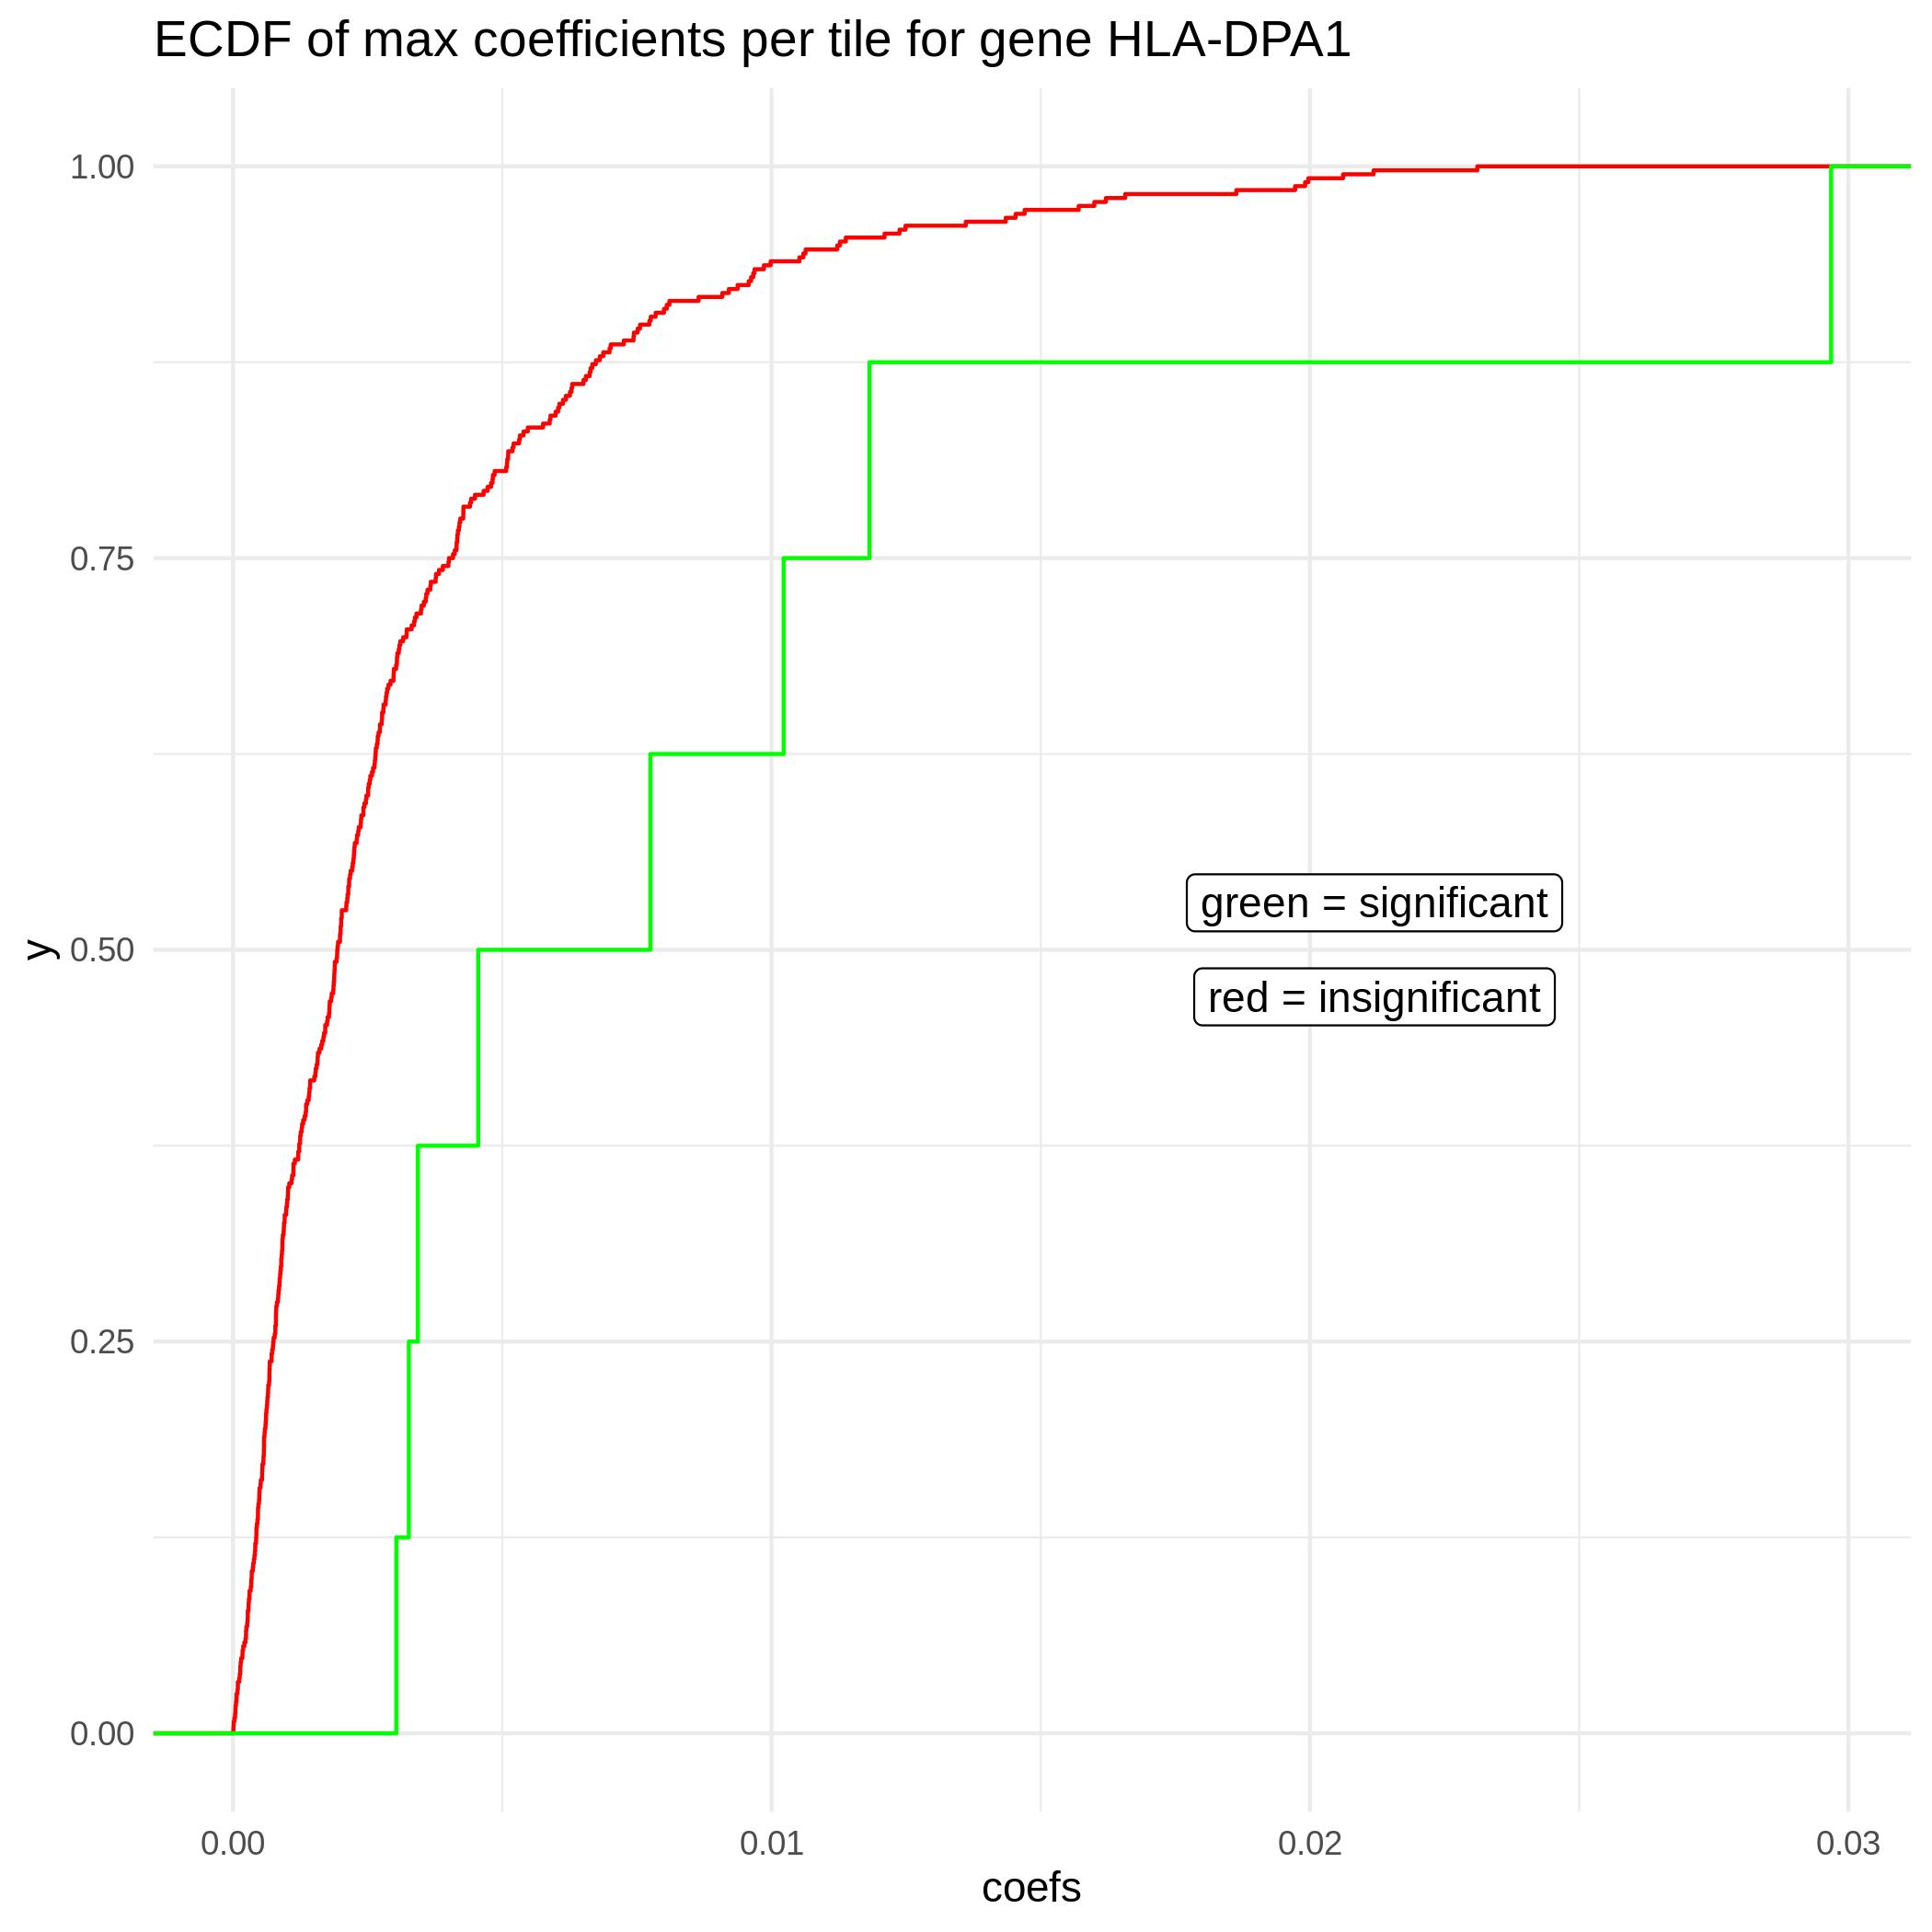 ECDF of max coefficients per tile for gene HLA-DPA1
1.00
0.75
0.50
0.25
0.00
y
green = significant
red = insignificant
0.00
0.01
0.02
0.03
coefs